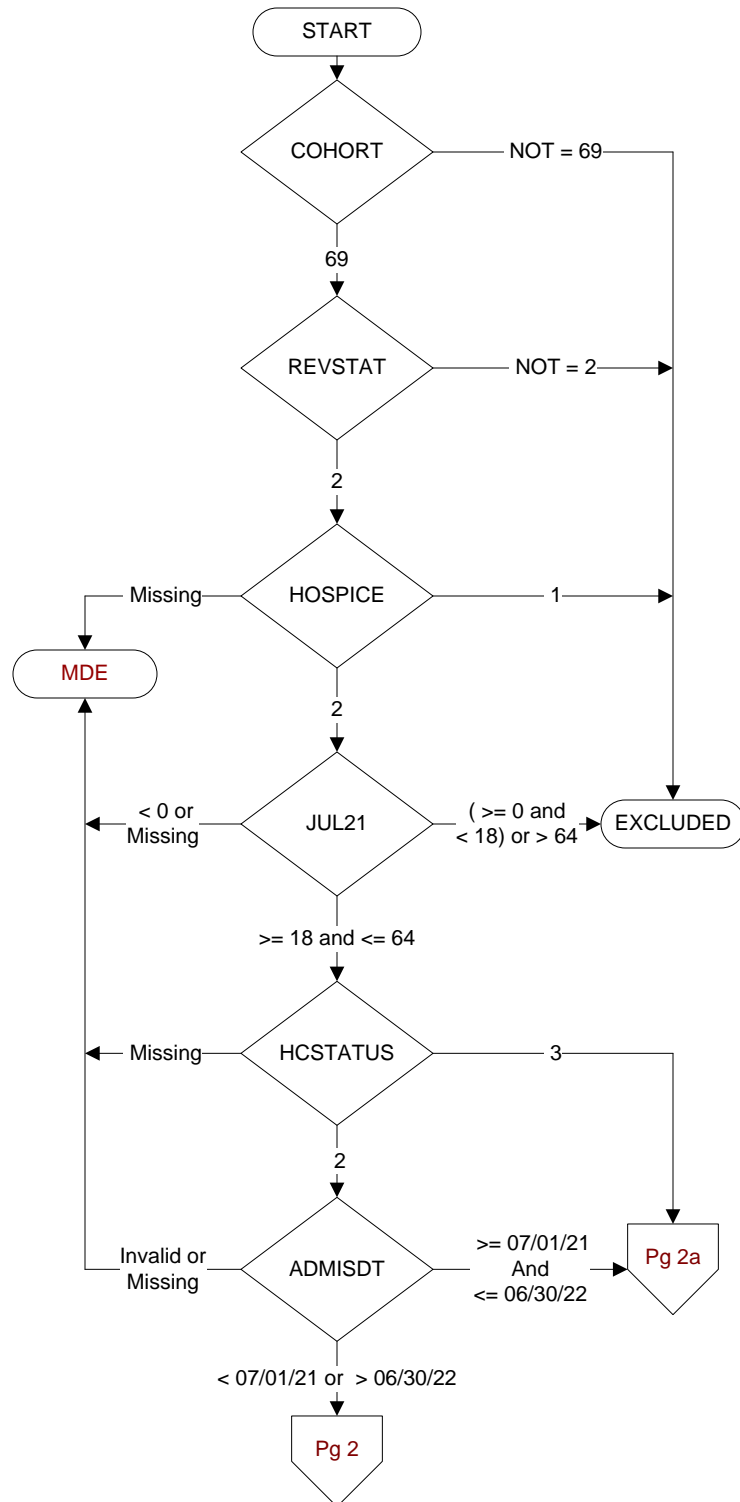 START
COHORT
NOT = 69
69
REVSTAT
NOT = 2
2
Missing
HOSPICE
1
MDE
2
< 0 or
Missing
JUL21
( >= 0 and
< 18) or > 64
EXCLUDED
>= 18 and <= 64
Missing
HCSTATUS
3
2
Invalid or
Missing
ADMISDT
>= 07/01/21
And
<= 06/30/22
Pg 2a
< 07/01/21 or > 06/30/22
Pg 2